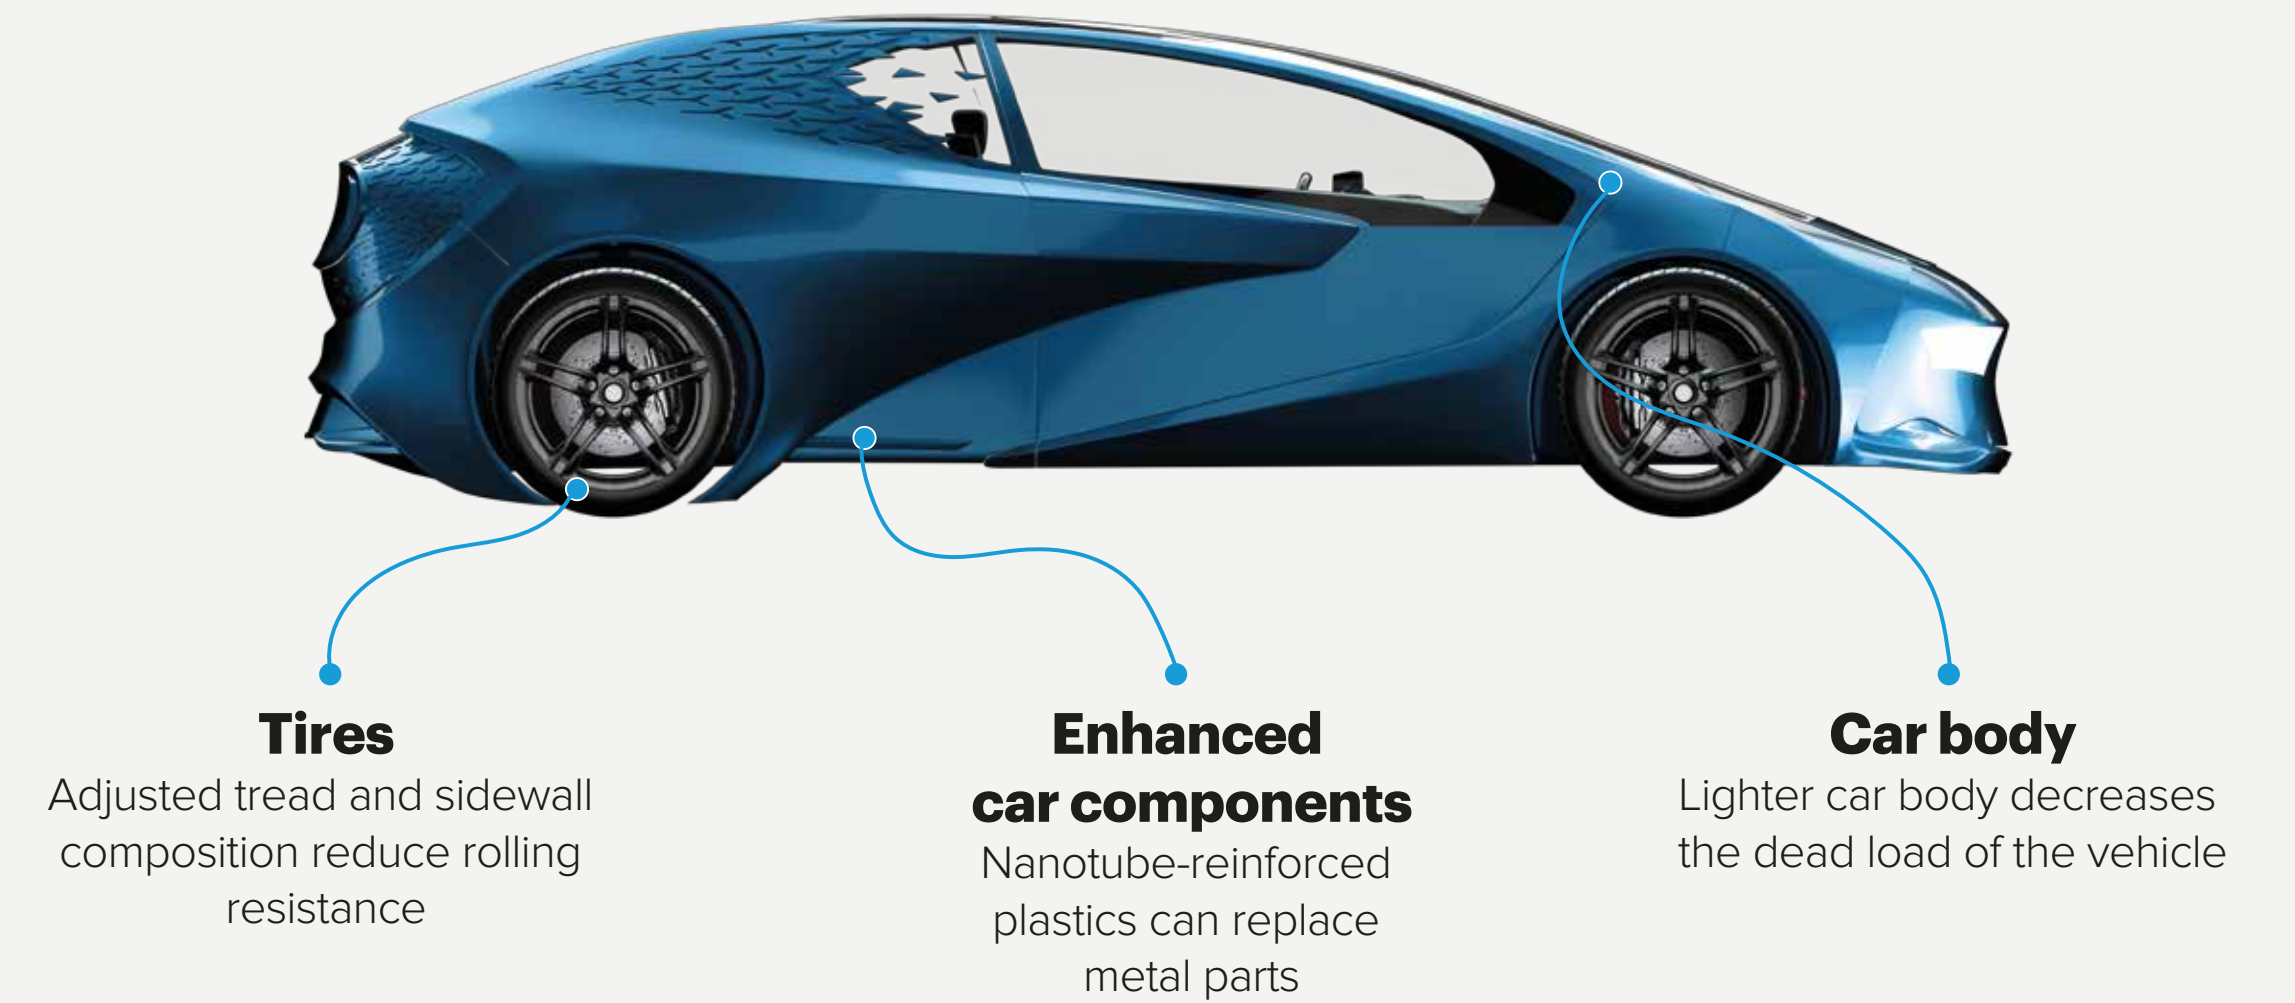 Tires
Adjusted tread and sidewall
composition reduce rolling
resistance
Enhanced
car components
Nanotube-reinforced
plastics can replace
metal parts
Car body
Lighter car body decreases
the dead load of the vehicle